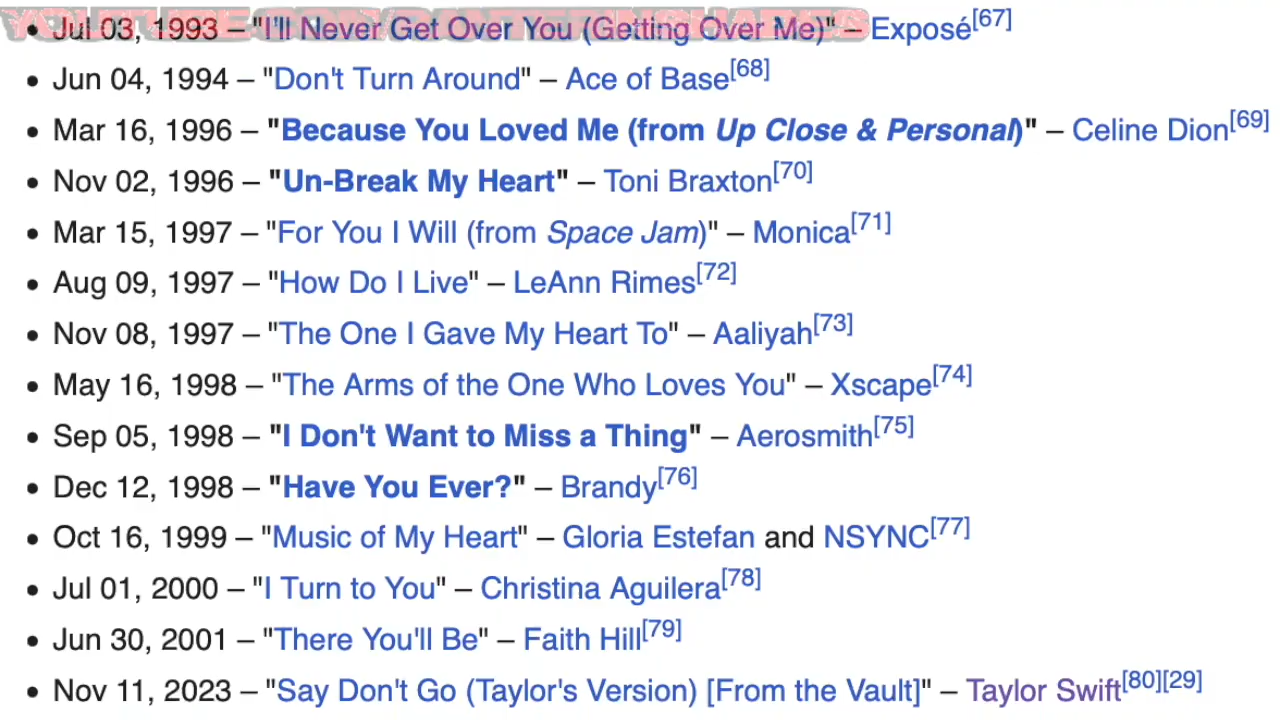 • Jul 03, 1993 – "I'll Never Get Over You (Getting Over Me)" – Exposé[67]
• Jun 04, 1994 – "Don't Turn Around" – Ace of Base[68]
• Mar 16, 1996 – "Because You Loved Me (from Up Close & Personal)" – Celine Dion[69]
• Nov 02, 1996 – "Un-Break My Heart" – Toni Braxton[70]
• Mar 15, 1997 – "For You I Will (from Space Jam)" – Monica[71]
• Aug 09, 1997 – "How Do I Live" – LeAnn Rimes[72]
• Nov 08, 1997 – "The One I Gave My Heart To" – Aaliyah[73]
• May 16, 1998 – "The Arms of the One Who Loves You" – Xscape[74]
• Sep 05, 1998 – "I Don't Want to Miss a Thing" – Aerosmith[75]
• Dec 12, 1998 – "Have You Ever?" – Brandy[76]
• Oct 16, 1999 – "Music of My Heart" – Gloria Estefan and NSYNC[77]
• Jul 01, 2000 – "I Turn to You" – Christina Aguilera[78]
• Jun 30, 2001 – "There You'll Be" – Faith Hill[79]
• Nov 11, 2023 – "Say Don't Go (Taylor's Version) [From the Vault]" – Taylor Swift[80][29]